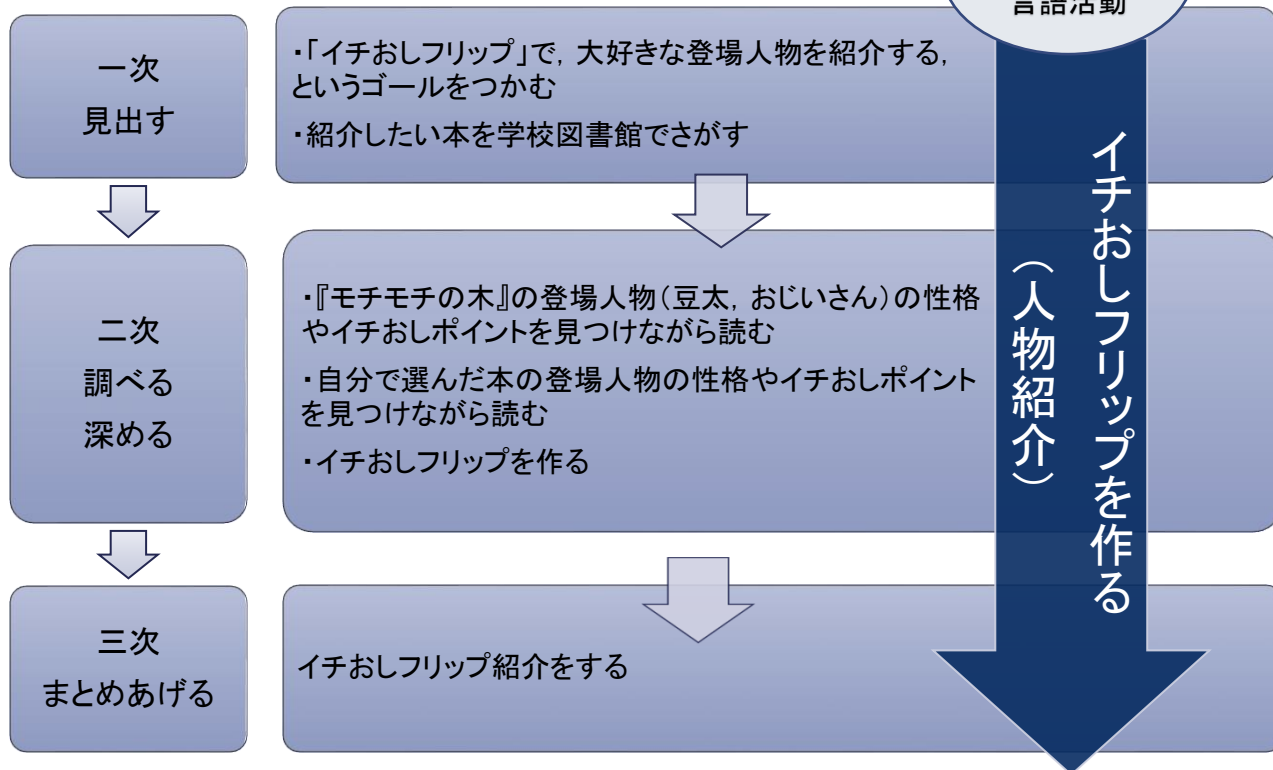 言語活動
一次
見出す
・「イチおしフリップ」で，大好きな登場人物を紹介する，
というゴールをつかむ
・紹介したい本を学校図書館でさがす
二次
調べる
深める
・『モチモチの木』の登場人物（豆太，おじいさん）の性格
やイチおしポイントを見つけながら読む
・自分で選んだ本の登場人物の性格やイチおしポイント
を見つけながら読む
・イチおしフリップを作る
三次
まとめあげる
イチおしフリップ紹介をする
イチおしフリップを作る
（人物紹介）